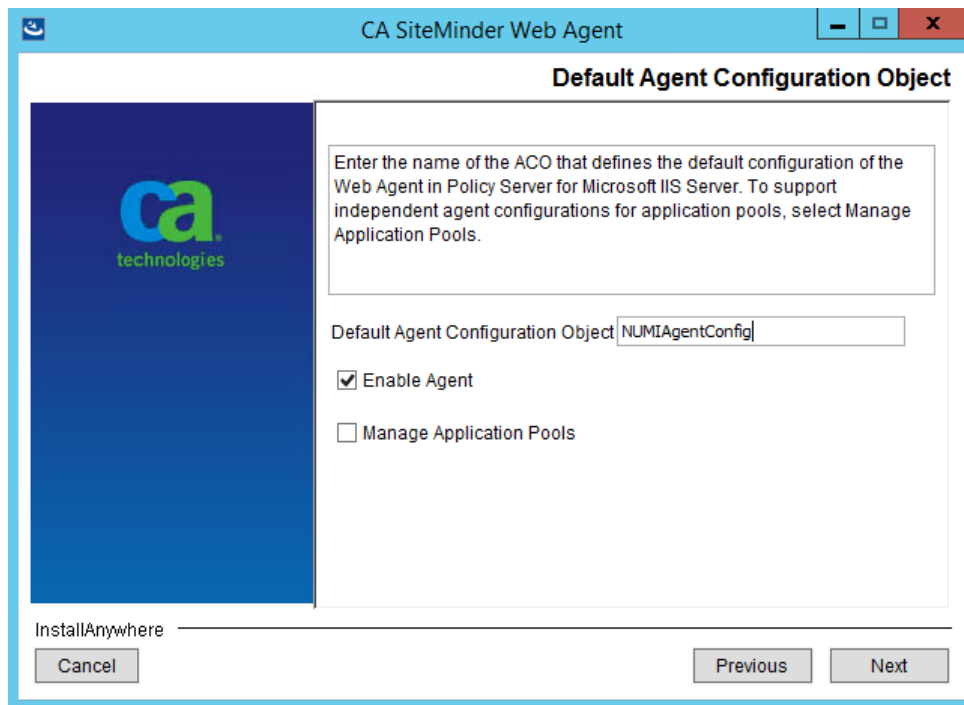 CA SiteMinder Web Agent
Default Agent Configuration Object
ca
technologies
Enter the name of the ACO that defines the default configuration of the
Web Agent in Policy Server for Microsoft IIS Server. To support
independent agent configurations for application pools, select Manage
Application Pools.
Default Agent Configuration Object NUMIAgentConfig
Enable Agent
Manage Application Pools
InstallAnywhere
Cancel Previous Next